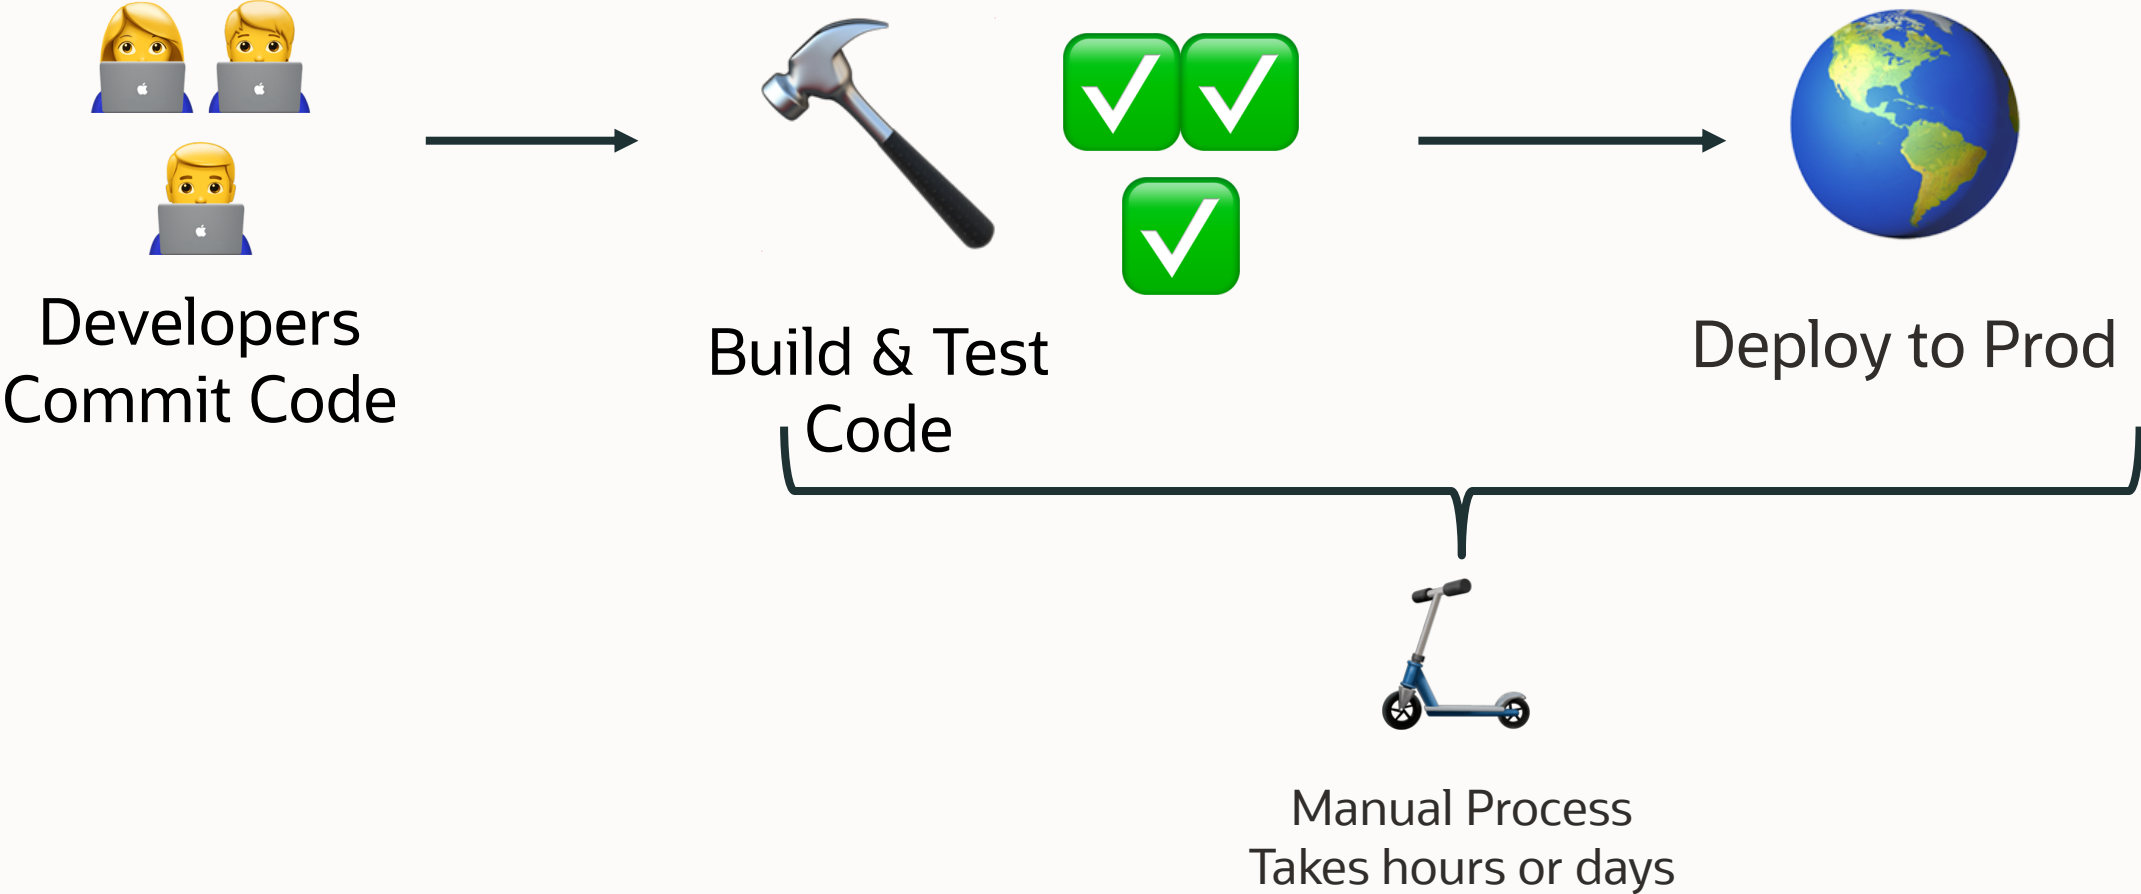 Developers
Commit Code
Build & Test
Code
Deploy to Prod
Manual Process
Takes hours or days